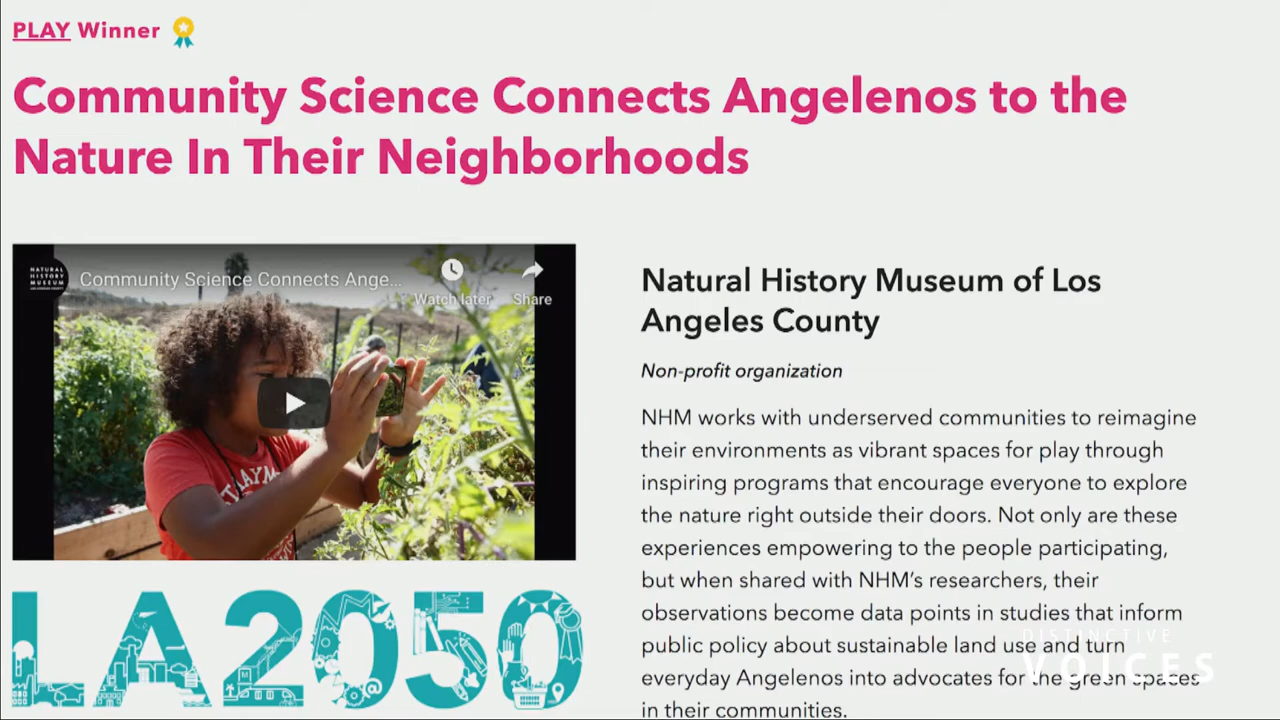 PLAY Winner
Community Science Connects Angelenos to the
Nature In Their Neighborhoods
NATURAL
HISTORY
MUSEUM
Community Science Connects Ange...
Watch later
Share
Natural History Museum of Los
Angeles County
Non-profit organization
NHM works with underserved communities to reimagine
their environments as vibrant spaces for play through
inspiring programs that encourage everyone to explore
the nature right outside their doors. Not only are these
experiences empowering to the people participating,
but when shared with NHM’s researchers, their
observations become data points in studies that inform
public policy about sustainable land use and turn
everyday Angelenos into advocates for the green spaces
in their communities.
LA2050
DISTINCTIVE
VOICES